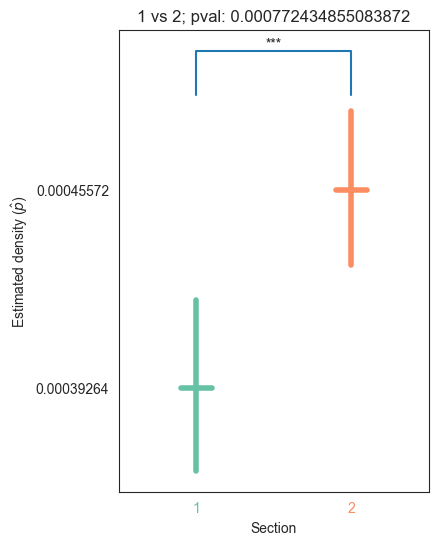 1 vs 2; pval: 0.000772434855083872
***
0.00045572
Estimated density (p̂)
0.00039264
1 2
Section